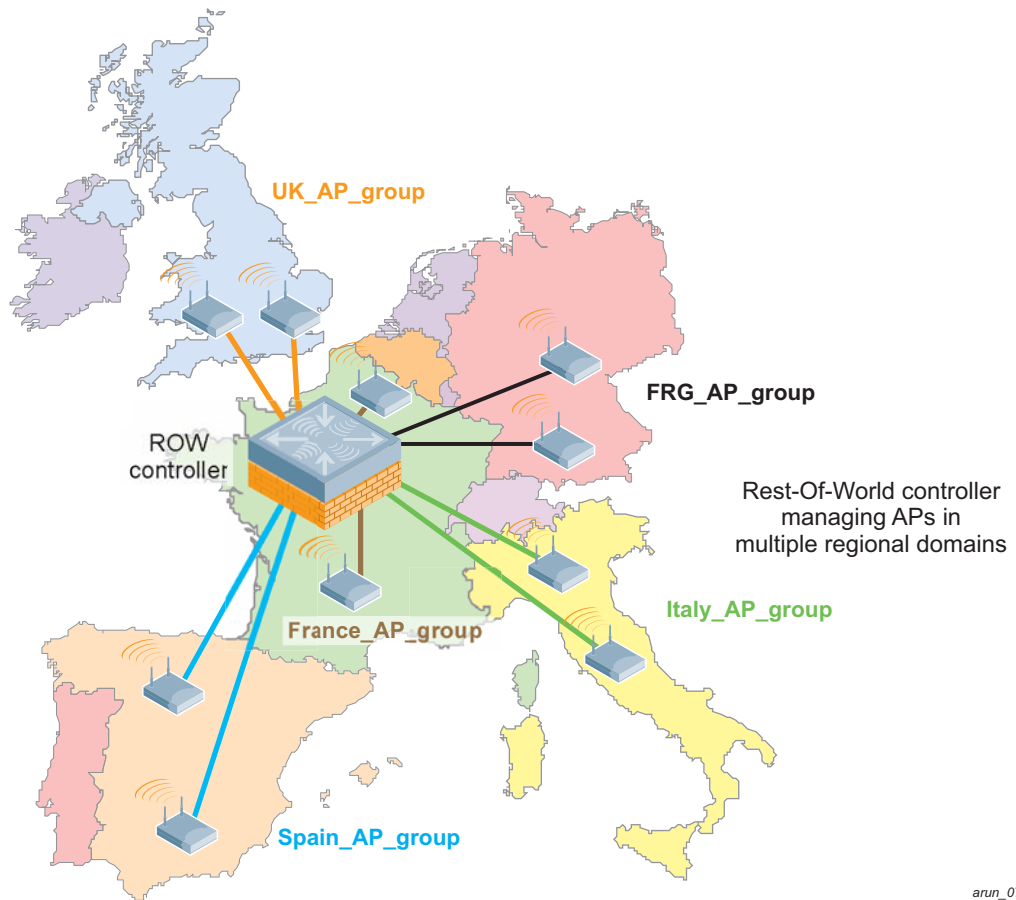 UK_AP_group
FRG_AP_group
ROW
controller
Rest-Of-World controller
managing APs in
multiple regional domains
Italy_AP_group
France_AP_group
Spain_AP_group
arun_0